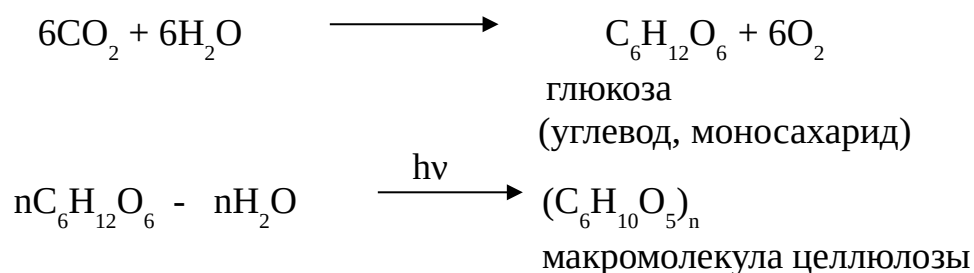 6CO₂ + 6H₂O ⟶ C₆H₁₂O₆ + 6O₂
глюкоза
(углевод, моносахарид)
hν
nC₆H₁₂O₆ - nH₂O ⟶ (C₆H₁₀O₅)ₙ
макромолекула целлюлозы